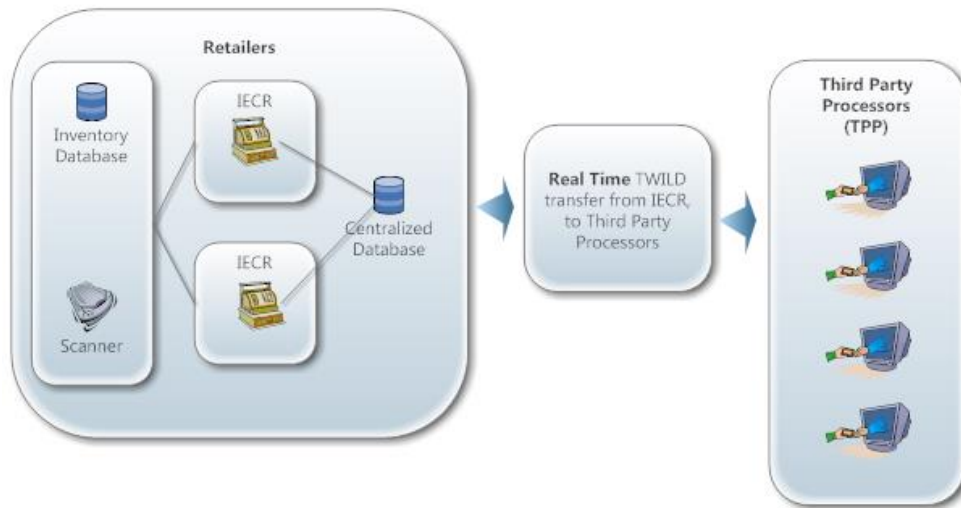 Retailers
Inventory
Database
Scanner
IECR
IECR
Centralized
Database
Real Time TWILD
transfer from IECR,
to Third Party
Processors
Third Party
Processors
(TPP)